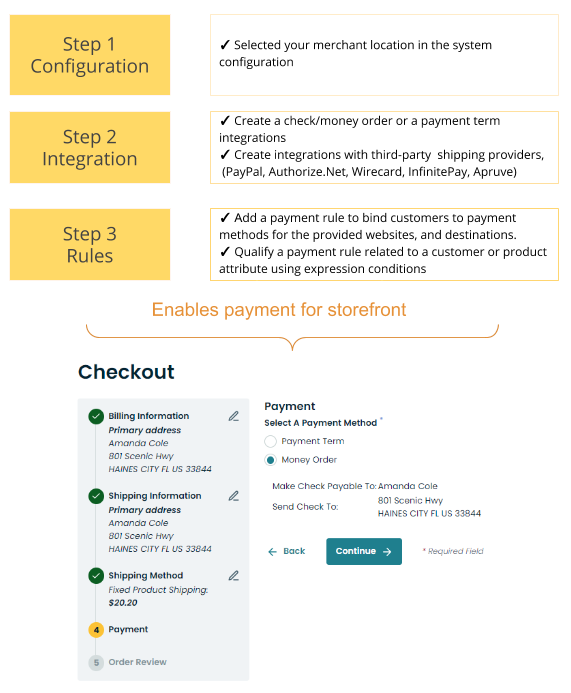 Step 1
Configuration
✓ Selected your merchant location in the system
configuration
Step 2
Integration
✓ Create a check/money order or a payment term
integrations
✓ Create integrations with third-party shipping providers,
(PayPal, Authorize.Net, Wirecard, InfinitePay, Apruve)
Step 3
Rules
✓ Add a payment rule to bind customers to payment
methods for the provided websites, and destinations.
✓ Qualify a payment rule related to a customer or product
attribute using expression conditions
Enables payment for storefront
Checkout
Billing Information
Primary address
Amanda Cole
801 Scenic Hwy
HAINES CITY FL US 33844
Shipping Information
Primary address
Amanda Cole
801 Scenic Hwy
HAINES CITY FL US 33844
Shipping Method
Fixed Product Shipping:
$20.20
4 Payment
5 Order Review
Payment
Select A Payment Method *
Payment Term
Money Order
Make Check Payable To: Amanda Cole
Send Check To: 801 Scenic Hwy
HAINES CITY FL US 33844
← Back
Continue →
* Required Field